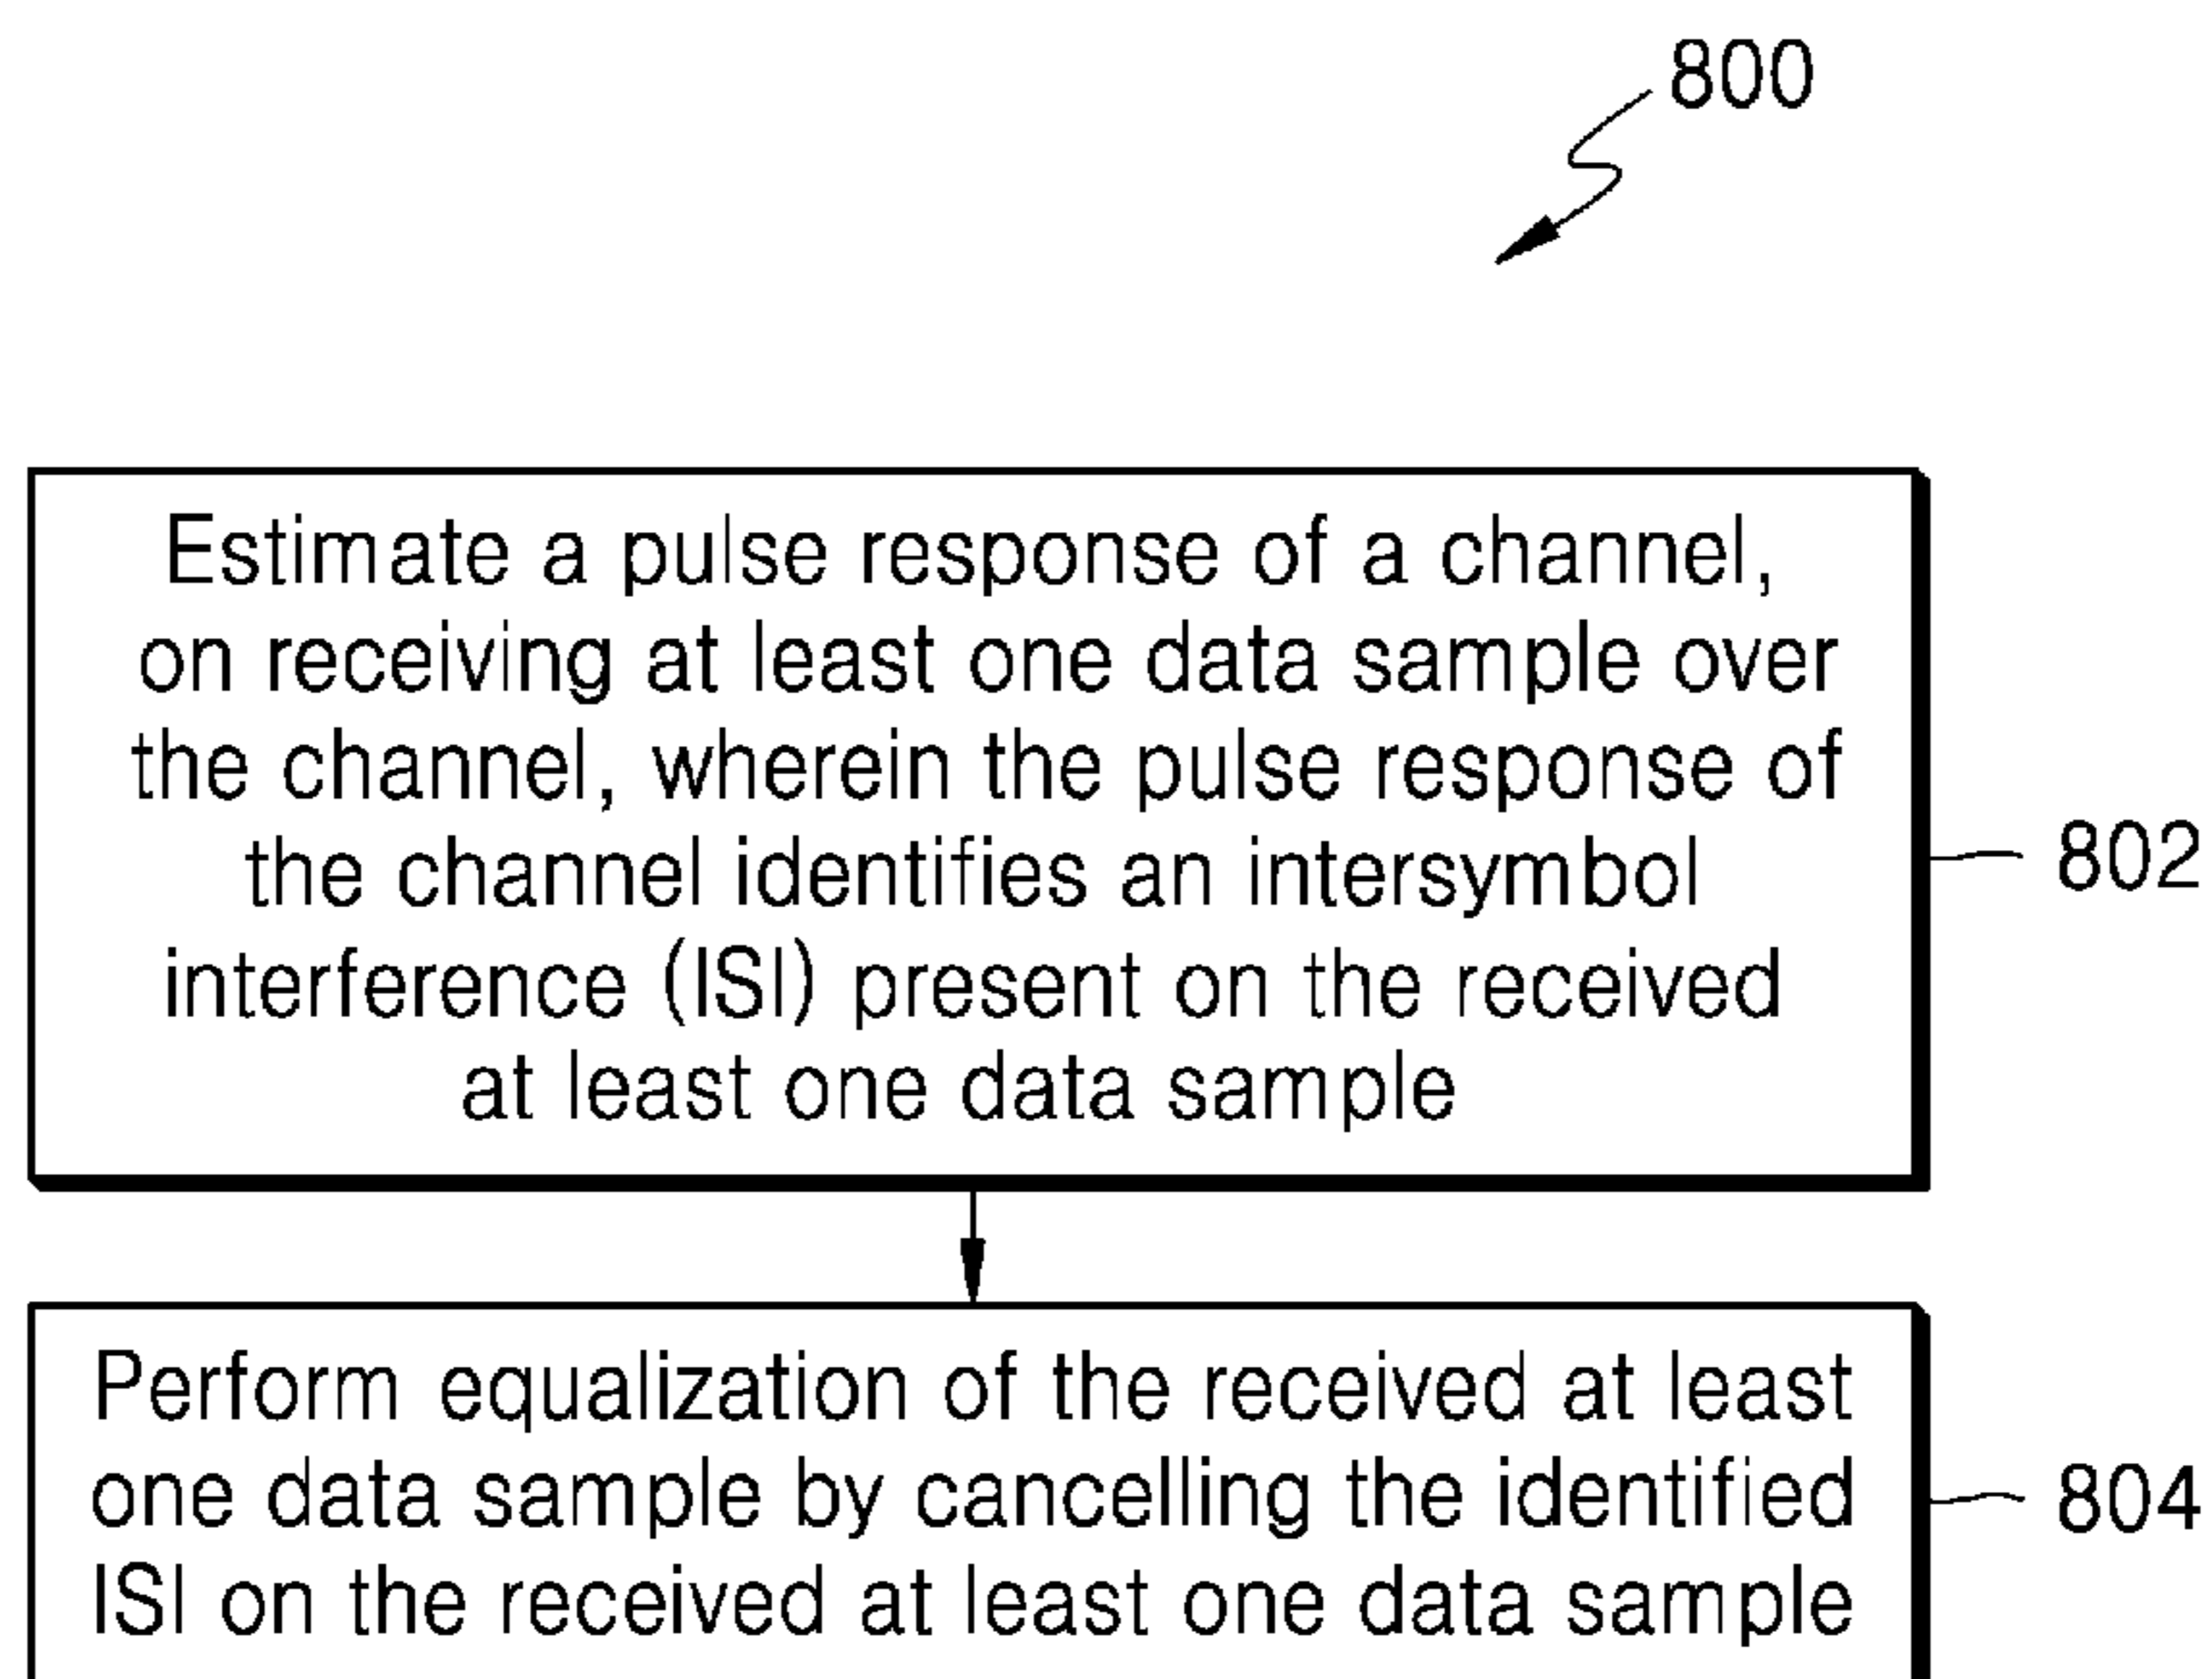 800
Estimate a pulse response of a channel,
on receiving at least one data sample over
the channel, wherein the pulse response of
the channel identifies an intersymbol
interference (ISI) present on the received
at least one data sample
802
Perform equalization of the received at least
one data sample by cancelling the identified
ISI on the received at least one data sample
804